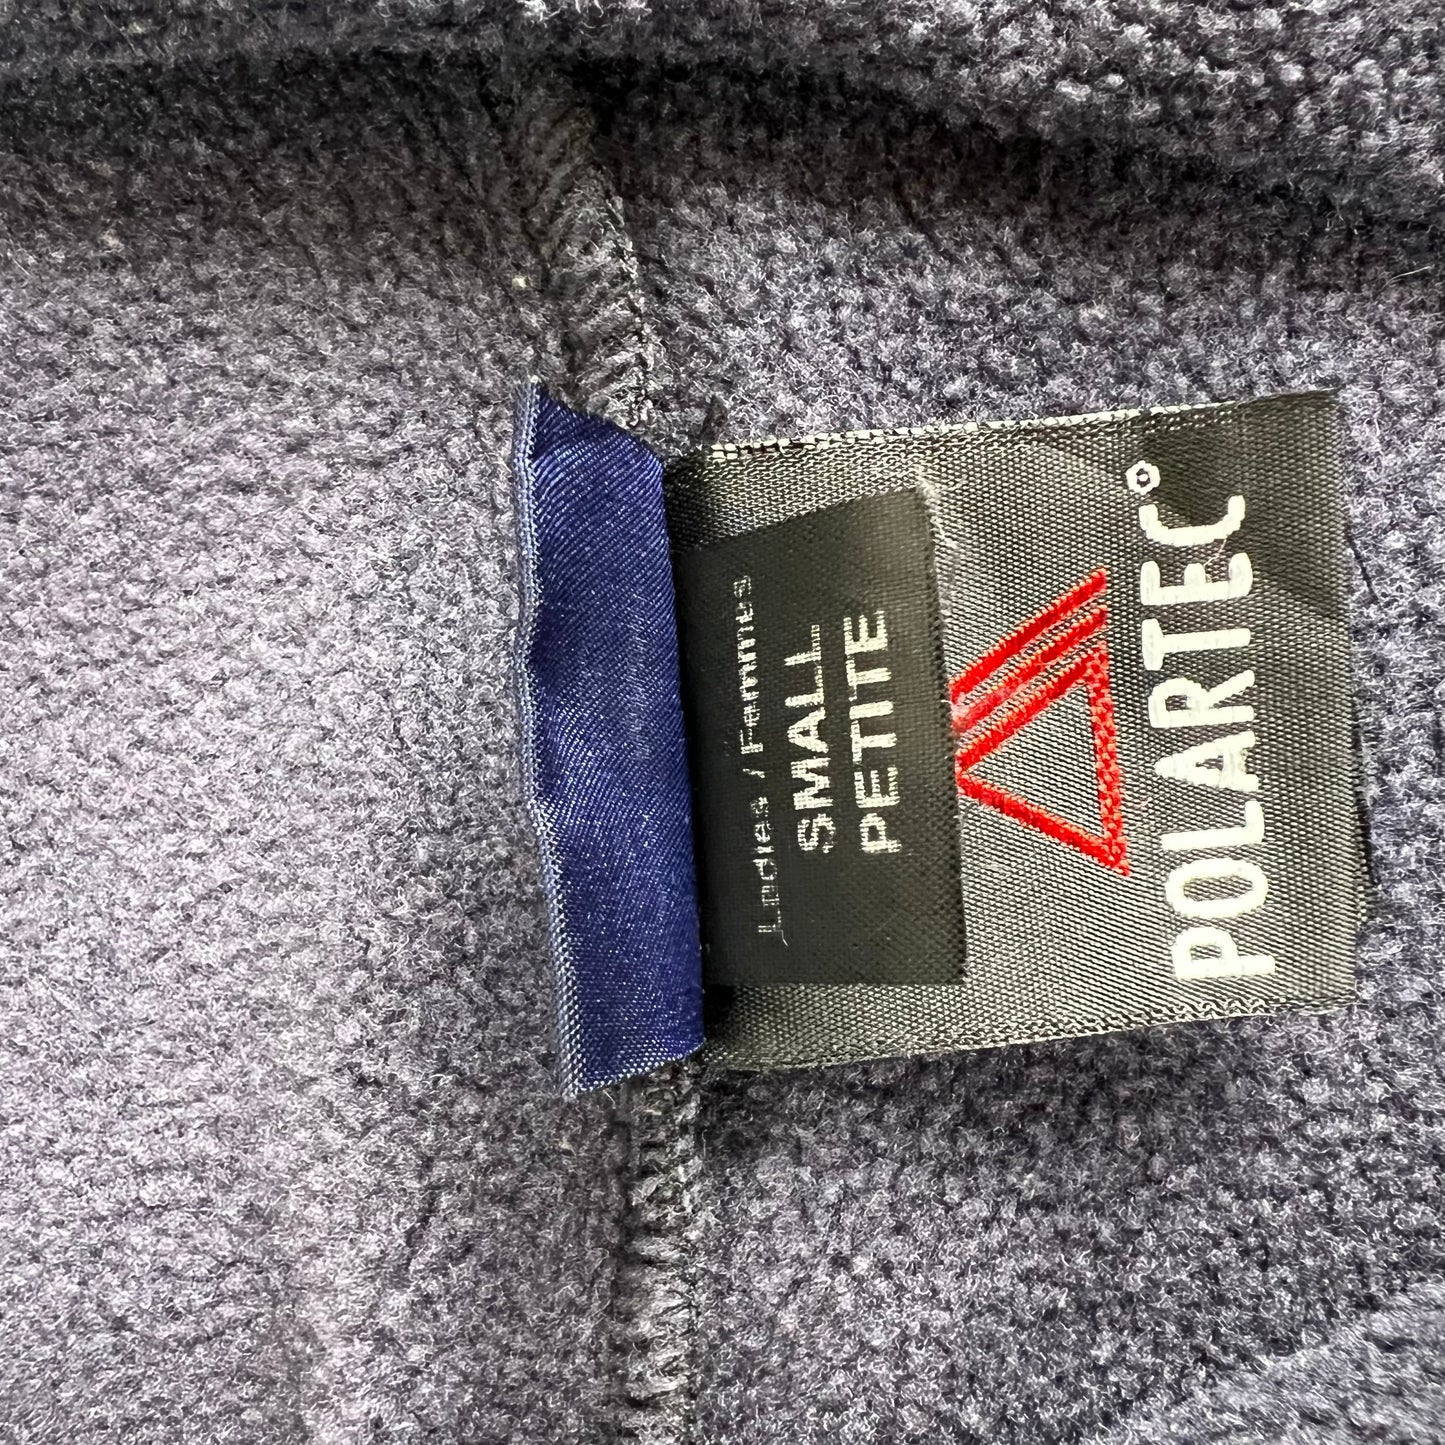 Ladies / Femmes
SMALL
PETITE
POLARTEC®